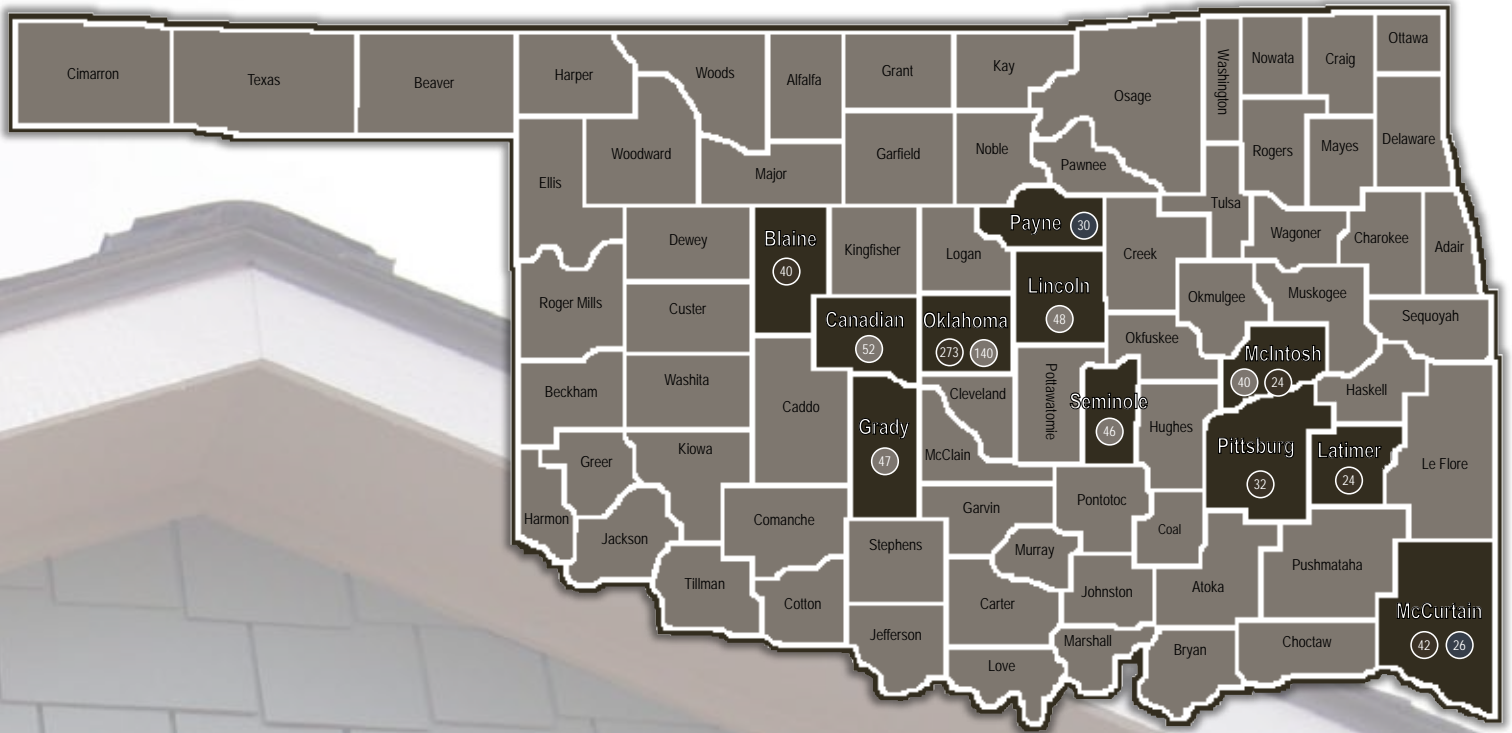 Cimarron
Texas
Beaver
Harper
Woods
Alfalfa
Grant
Kay
Osage
Washington
Nowata
Craig
Ottawa
Ellis
Woodward
Major
Garfield
Noble
Pawnee
Rogers
Mayes
Delaware
Tulsa
Dewey
Blaine
40
Kingfisher
Logan
Payne 30
Creek
Wagoner
Charokee
Adair
Roger Mills
Custer
Canadian
52
Oklahoma
273 140
Lincoln
48
Okmulgee
Muskogee
Sequoyah
Okfuskee
McIntosh
40 24
Beckham
Washita
Caddo
Grady
47
Cleveland
McClain
Pottawatomie
Seminole
46
Hughes
Pittsburg
32
Haskell
Latimer
24
Le Flore
Greer
Kiowa
Harmon
Jackson
Comanche
Stephens
Garvin
Murray
Pontotoc
Coal
Pushmataha
Tillman
Cotton
Jefferson
Carter
Johnston
Atoka
McCurtain
42 26
Love
Marshall
Bryan
Choctaw